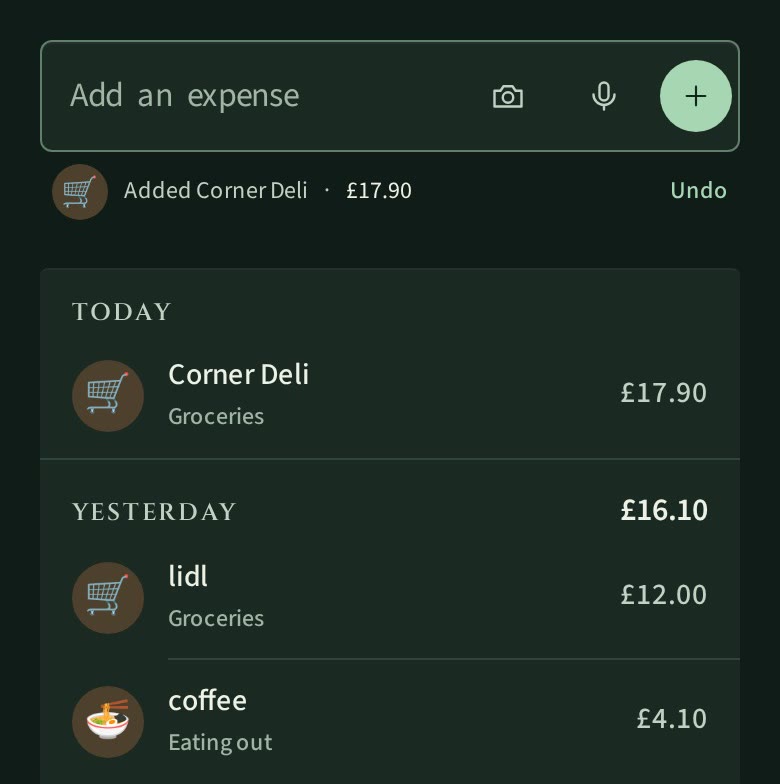 Add an expense
Added Corner Deli · £17.90 Undo
TODAY
Corner Deli
Groceries
£17.90
YESTERDAY £16.10
lidl
Groceries
£12.00
coffee
Eating out
£4.10